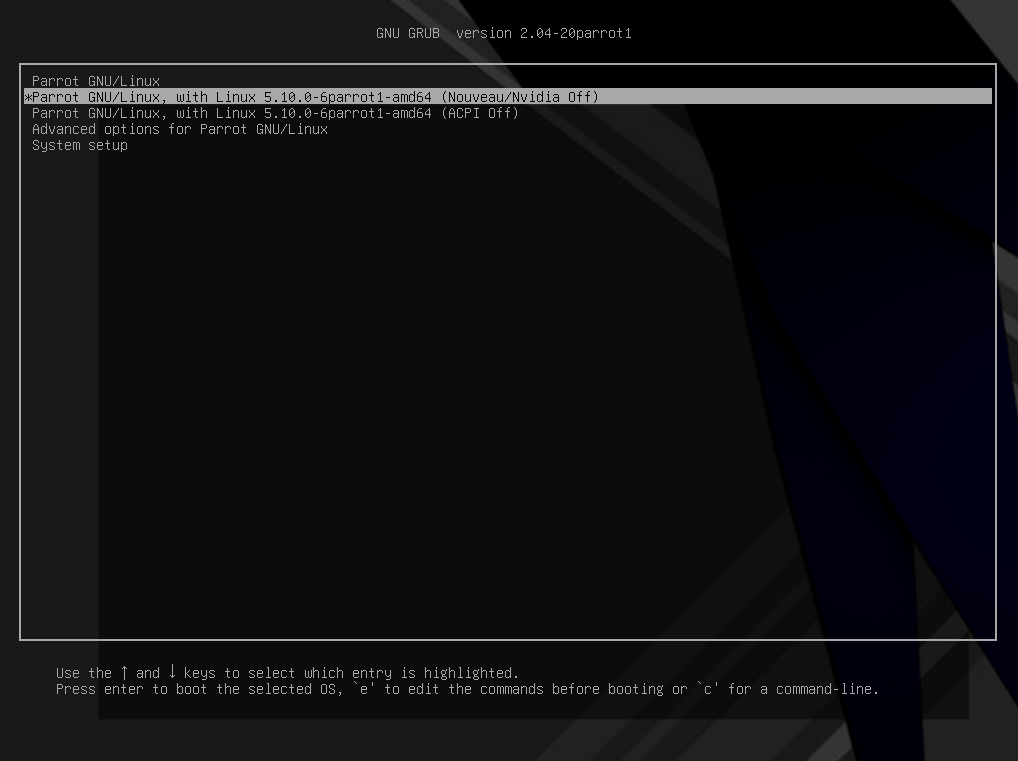 GNU GRUB  version 2.04-20parrot1
Parrot GNU/Linux
*Parrot GNU/Linux, with Linux 5.10.0-6parrot1-amd64 (Nouveau/Nvidia Off)
Parrot GNU/Linux, with Linux 5.10.0-6parrot1-amd64 (ACPI Off)
Advanced options for Parrot GNU/Linux
System setup
Use the ↑ and ↓ keys to select which entry is highlighted.
Press enter to boot the selected OS, `e' to edit the commands before booting or `c' for a command-line.